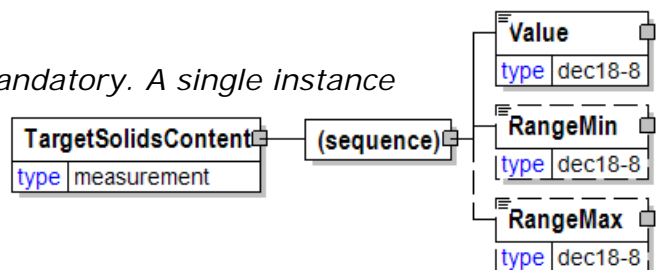 Value
type dec18-8
andatory. A single instance
RangeMin
type dec18-8
TargetSolidsContent
(sequence)
type measurement
RangeMax
type dec18-8